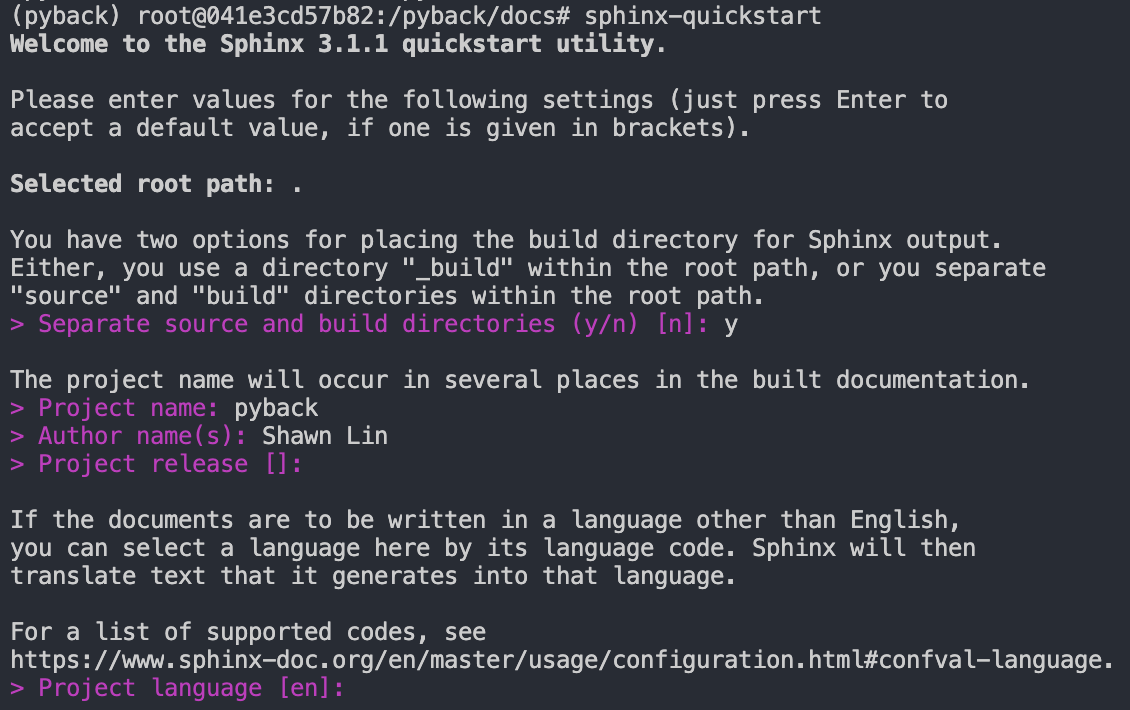 (pyback) root@041e3cd57b82:/pyback/docs# sphinx-quickstart
Welcome to the Sphinx 3.1.1 quickstart utility.
Please enter values for the following settings (just press Enter to
accept a default value, if one is given in brackets).
Selected root path: .
You have two options for placing the build directory for Sphinx output.
Either, you use a directory "_build" within the root path, or you separate
"source" and "build" directories within the root path.
> Separate source and build directories (y/n) [n]: y
The project name will occur in several places in the built documentation.
> Project name: pyback
> Author name(s): Shawn Lin
> Project release []:
If the documents are to be written in a language other than English,
you can select a language here by its language code. Sphinx will then
translate text that it generates into that language.
For a list of supported codes, see
https://www.sphinx-doc.org/en/master/usage/configuration.html#confval-language.
> Project language [en]: